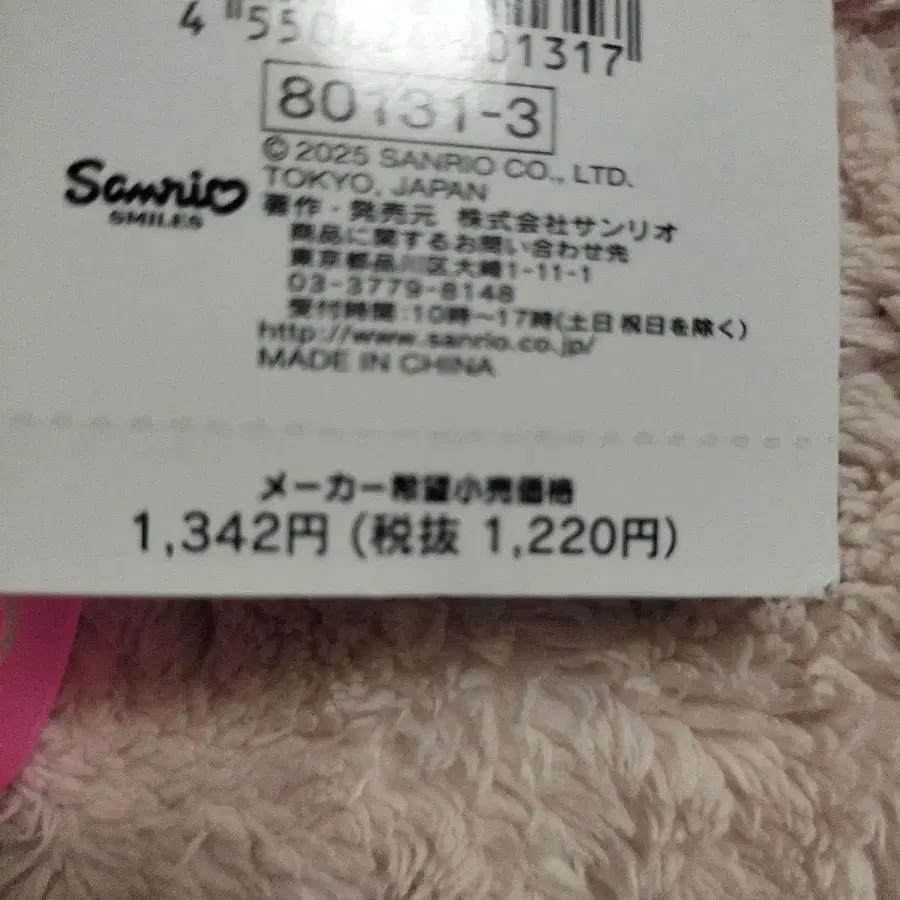 4 550 01317
80131-3
© 2025 SANRIO CO., LTD.
TOKYO, JAPAN
Sanrio
SMILES
著作・発売元 株式会社サンリオ
商品に関するお問い合わせ先
東京都品川区大崎1-11-1
03-3779-8148
受付時間:10時〜17時(土日祝日を除く)
http://www.sanrio.co.jp/
MADE IN CHINA
メーカー希望小売価格
1,342円 (税抜 1,220円)